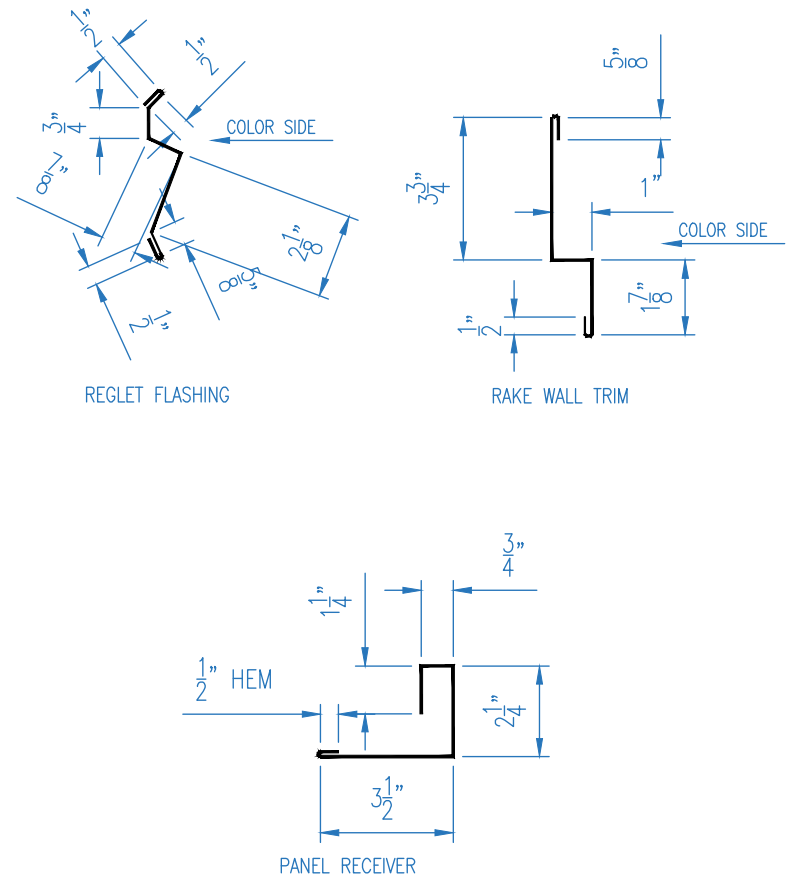 1/2"
1/2"
3/4"
COLOR SIDE
7/8"
2 1/8"
5/8"
1/2"
REGLET FLASHING
5/8"
3 3/4"
1"
COLOR SIDE
1 7/8"
1/2"
RAKE WALL TRIM
3/4"
1 1/4"
1/2" HEM
2 1/4"
3 1/2"
PANEL RECEIVER